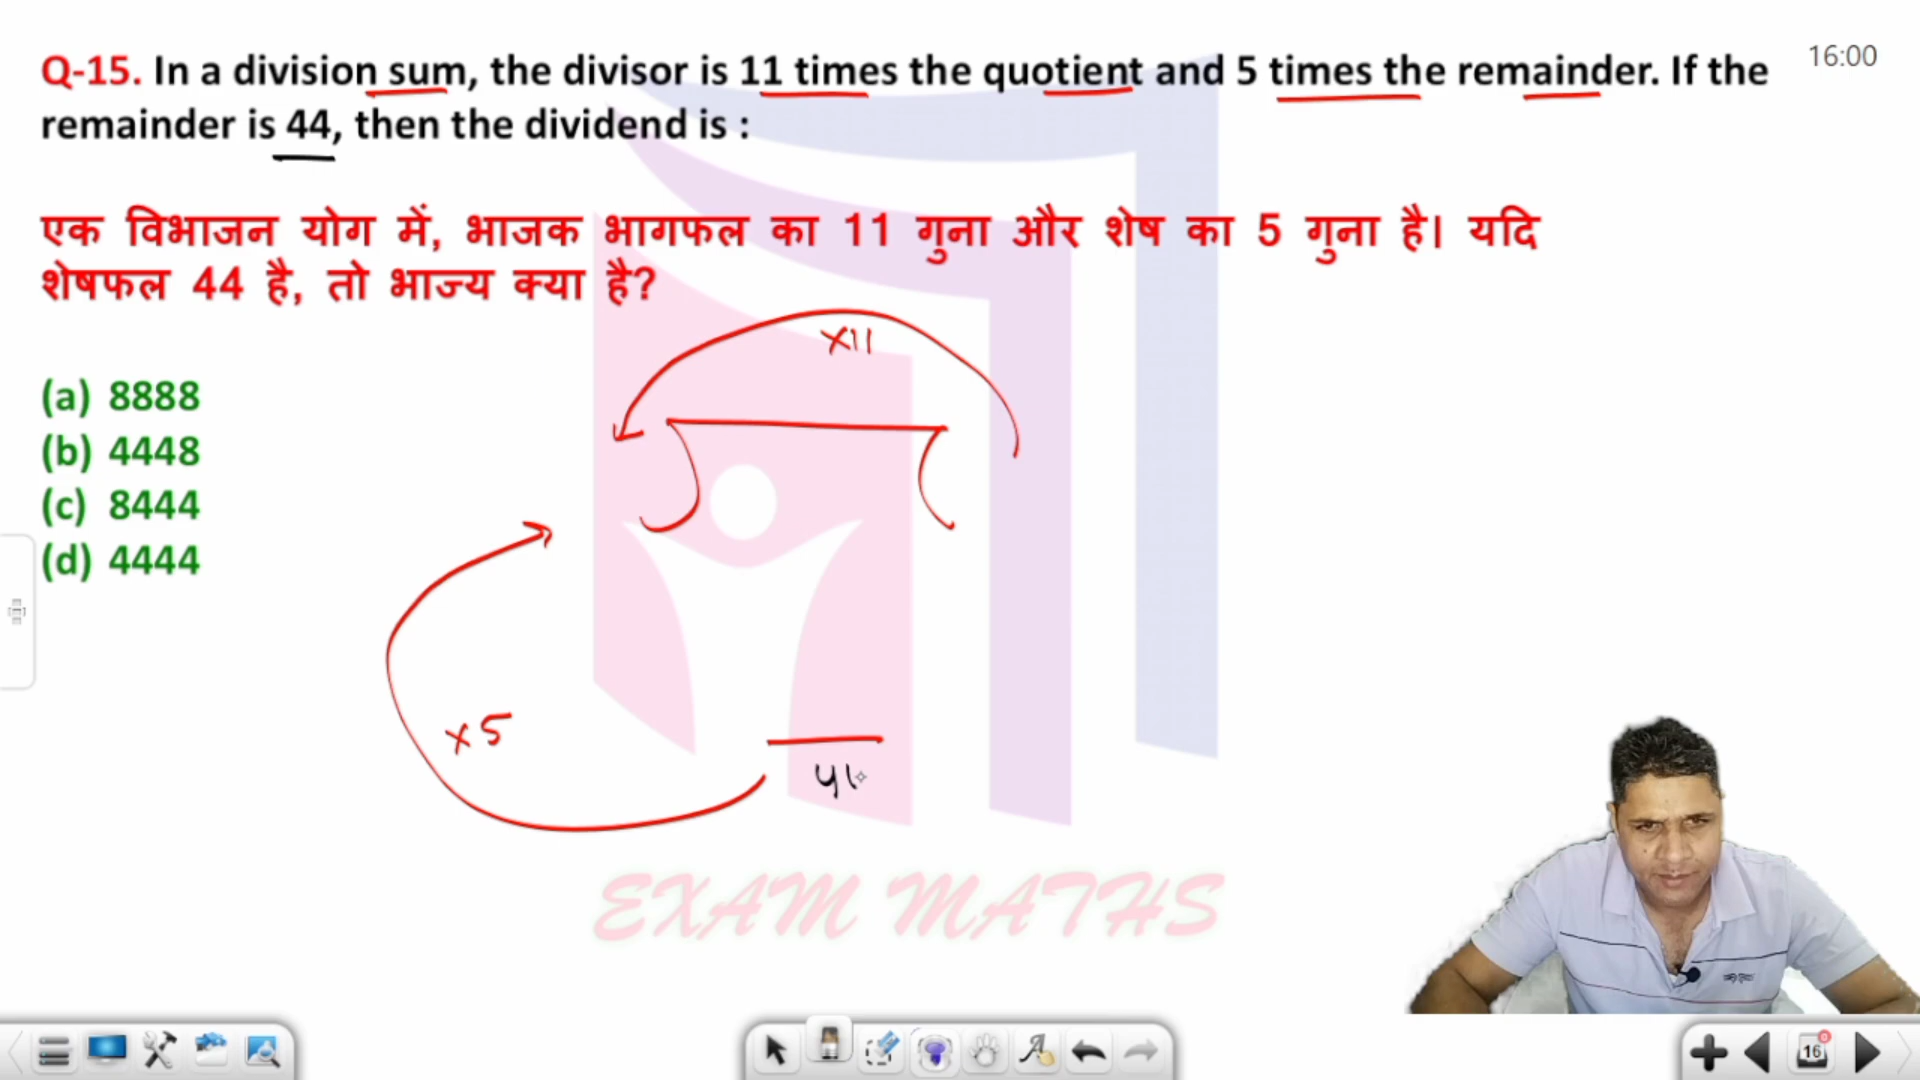 Q-15. In a division sum, the divisor is 11 times the quotient and 5 times the remainder. If the
remainder is 44, then the dividend is :
16:00
एक विभाजन योग में, भाजक भागफल का 11 गुना और शेष का 5 गुना है। यदि
शेषफल 44 है, तो भाज्य क्या है?
(a) 8888
(b) 4448
(c) 8444
(d) 4444
×11
×5
EXAM MATHS
16